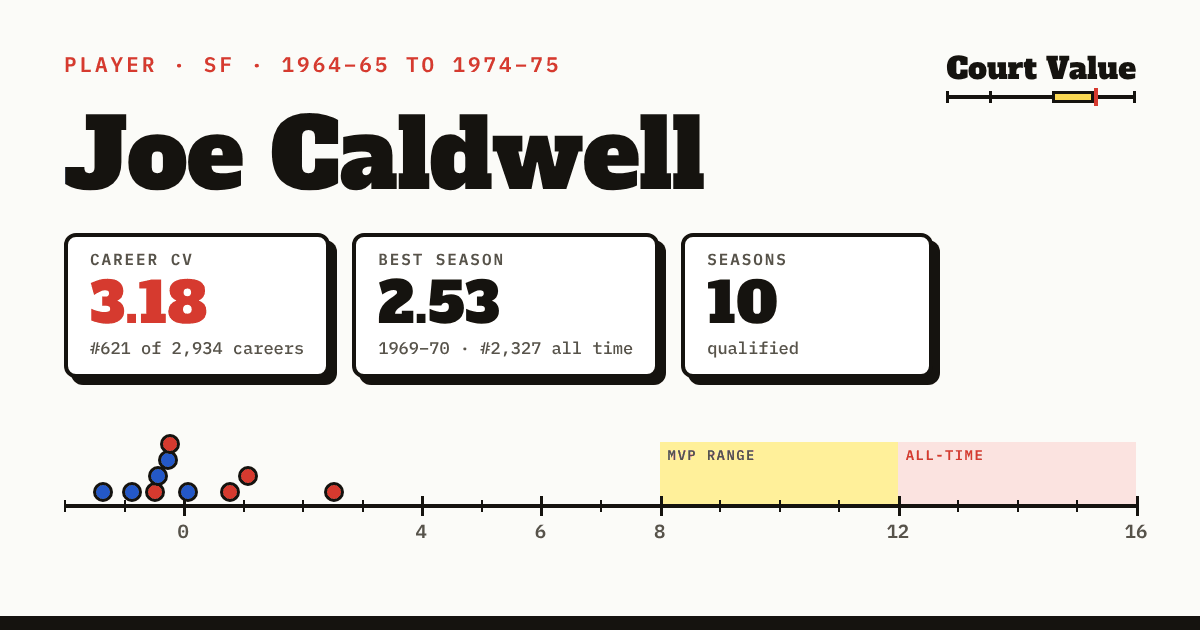 PLAYER · SF · 1964–65 TO 1974–75
Court Value
Joe Caldwell
CAREER CV
3.18
#621 of 2,934 careers
BEST SEASON
2.53
1969–70 · #2,327 all time
SEASONS
10
qualified
MVP RANGE
ALL-TIME
0 4 6 8 12 16